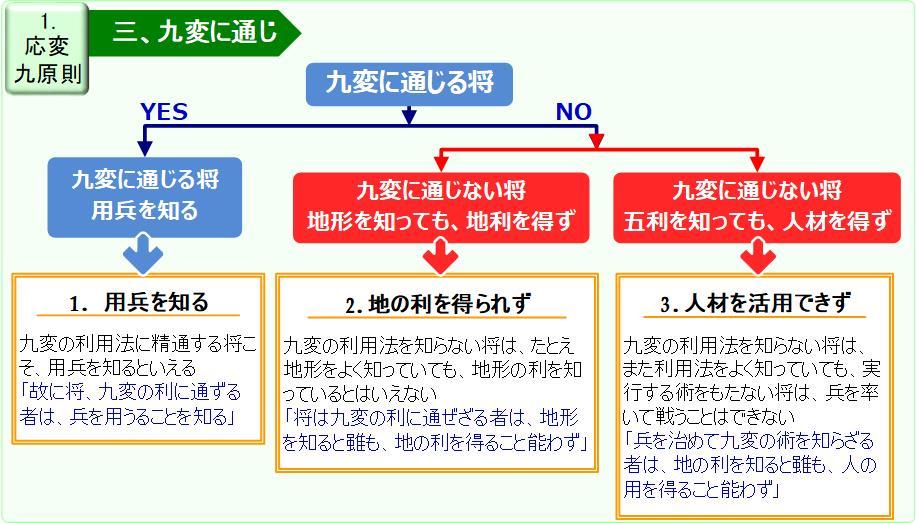 1.
応変
九原則
三、九変に通じ
九変に通じる将
YES
NO
九変に通じる将
用兵を知る
九変に通じない将
地形を知っても、地利を得ず
九変に通じない将
五利を知っても、人材を得ず
1. 用兵を知る
九変の利用法に精通する将こ
そ、用兵を知るといえる
「故に将、九変の利に通ずる
者は、兵を用うることを知る」
2.地の利を得られず
九変の利用法を知らない将は、たとえ
地形をよく知っていても、地形の利を知
っているとはいえない
「将は九変の利に通ぜざる者は、地形
を知ると雖も、地の利を得ること能わず」
3.人材を活用できず
九変の利用法を知らない将は、
また利用法をよく知っていても、実
行する術をもたない将は、兵を率
いて戦うことはできない
「兵を治めて九変の術を知らざる
者は、地の利を知ると雖も、人の
用を得ること能わず」